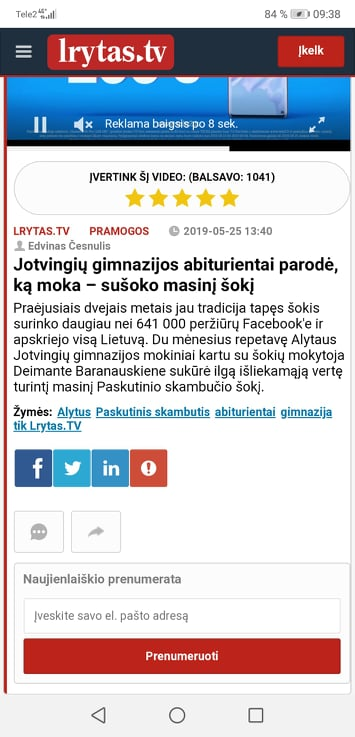 Tele2 4G
84 % 09:38
lrytas.tv
Įkelk
Reklama baigsis po 8 sek.
ĮVERTINK ŠĮ VIDEO: (BALSAVO: 1041)
LRYTAS.TV PRAMOGOS 2019-05-25 13:40
Edvinas Česnulis
Jotvingių gimnazijos abiturientai parodė,
ką moka – sušoko masinį šokį
Praėjusiais dvejais metais jau tradicija tapęs šokis
surinko daugiau nei 641 000 peržiūrų Facebook'e ir
apskriejo visą Lietuvą. Du mėnesius repetavę Alytaus
Jotvingių gimnazijos mokiniai kartu su šokių mokytoja
Deimante Baranauskiene sukūrė ilgą išliekamąją vertę
turintį masinį Paskutinio skambučio šokį.
Žymės: Alytus Paskutinis skambutis abiturientai gimnazija
tik Lrytas.TV
Naujienlaiškio prenumerata
Įveskite savo el. pašto adresą
Prenumeruoti